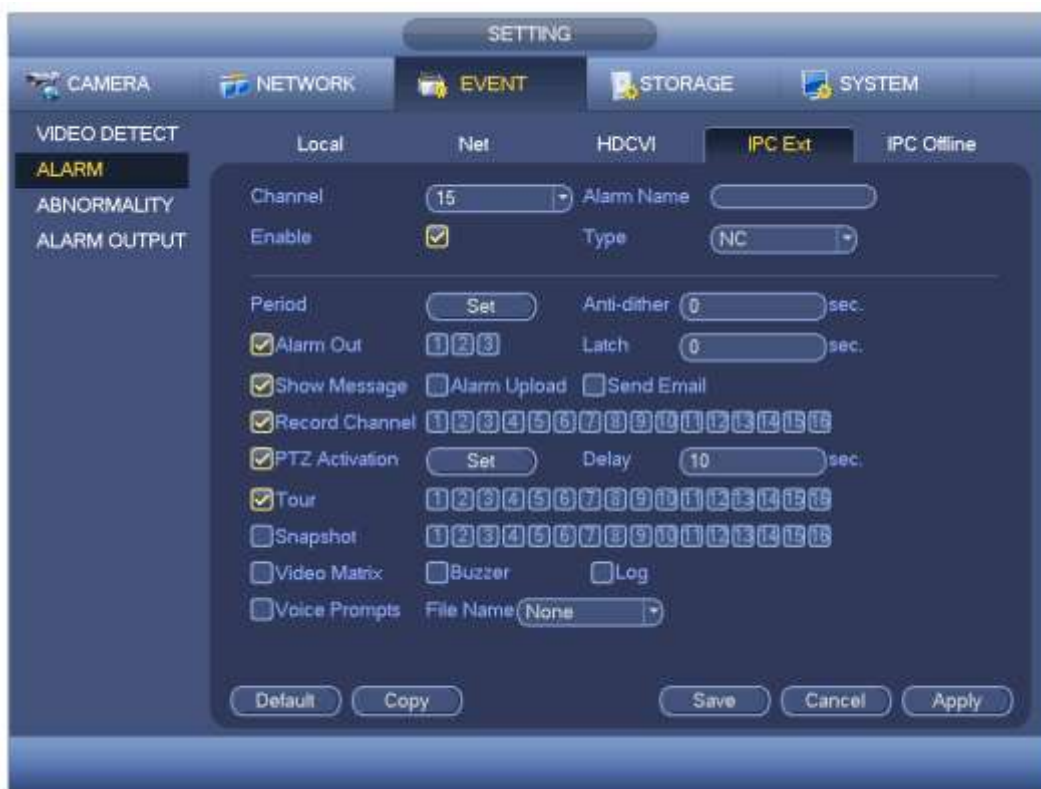 SETTING
CAMERA NETWORK EVENT STORAGE SYSTEM
VIDEO DETECT
ALARM
ABNORMALITY
ALARM OUTPUT
Local Net HDCVI IPC Ext IPC Offline
Channel 15 Alarm Name
Enable Type NC
Period Set Anti-dither 0 sec.
Alarm Out 1 2 3 Latch 0 sec.
Show Message Alarm Upload Send Email
Record Channel 1 2 3 4 5 6 7 8 9 10 11 12 13 14 15 16
PTZ Activation Set Delay 10 sec.
Tour 1 2 3 4 5 6 7 8 9 10 11 12 13 14 15 16
Snapshot 1 2 3 4 5 6 7 8 9 10 11 12 13 14 15 16
Video Matrix Buzzer Log
Voice Prompts File Name None
Default Copy Save Cancel Apply